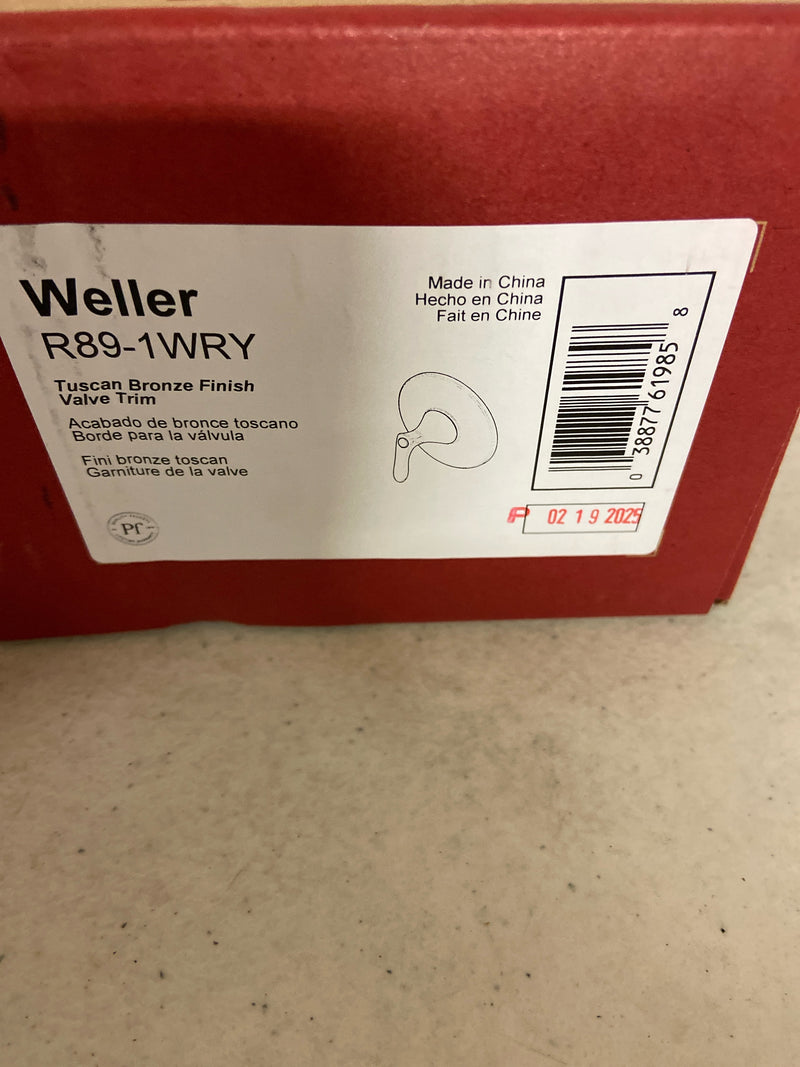 Weller
R89-1WRY
Tuscan Bronze Finish
Valve Trim
Acabado de bronce toscano
Borde para la válvula
Fini bronze toscan
Garniture de la valve
Pf
Made in China
Hecho en China
Fait en Chine
0 38877 61985 8
02 19 2025